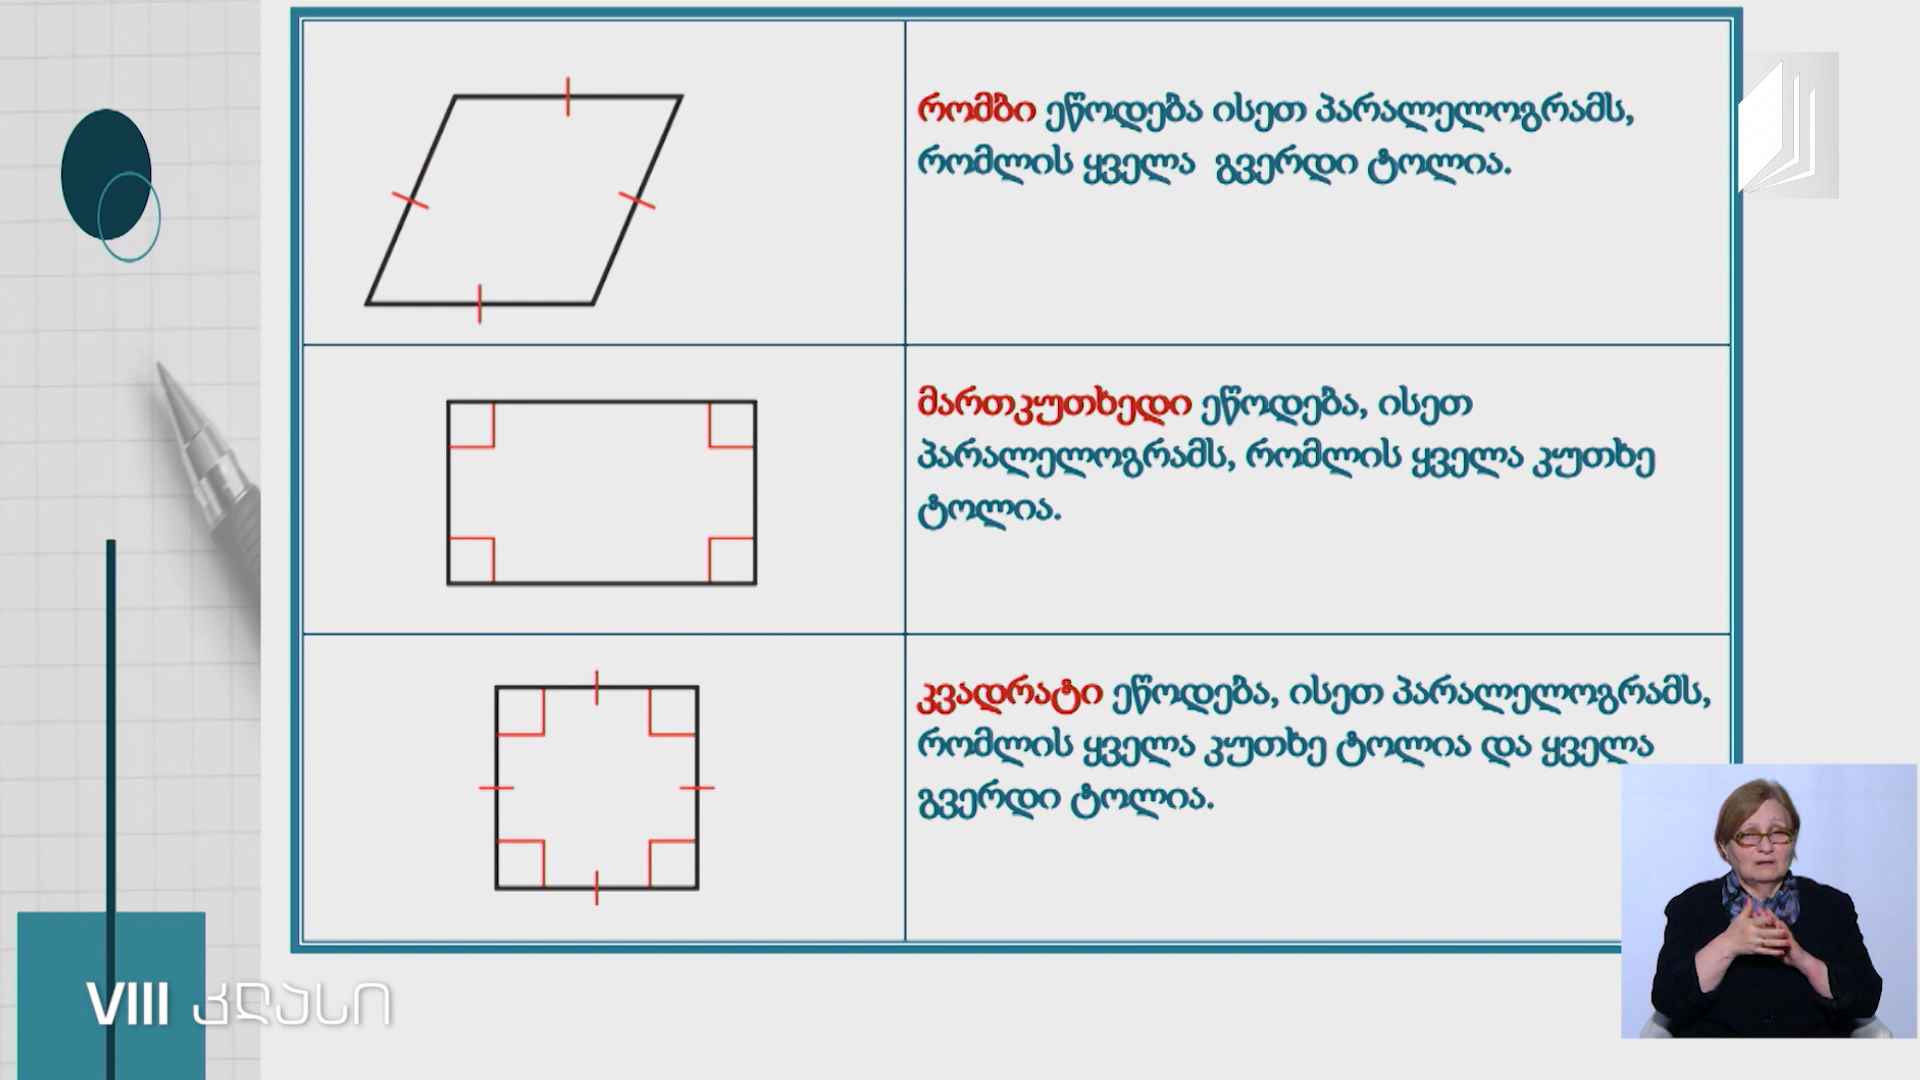 რომბი ეწოდება ისეთ პარალელოგრამს,
რომლის ყველა გვერდი ტოლია.
მართკუთხედი ეწოდება, ისეთ
პარალელოგრამს, რომლის ყველა კუთხე
ტოლია.
კვადრატი ეწოდება, ისეთ პარალელოგრამს,
რომლის ყველა კუთხე ტოლია და ყველა
გვერდი ტოლია.
VIII კლასი